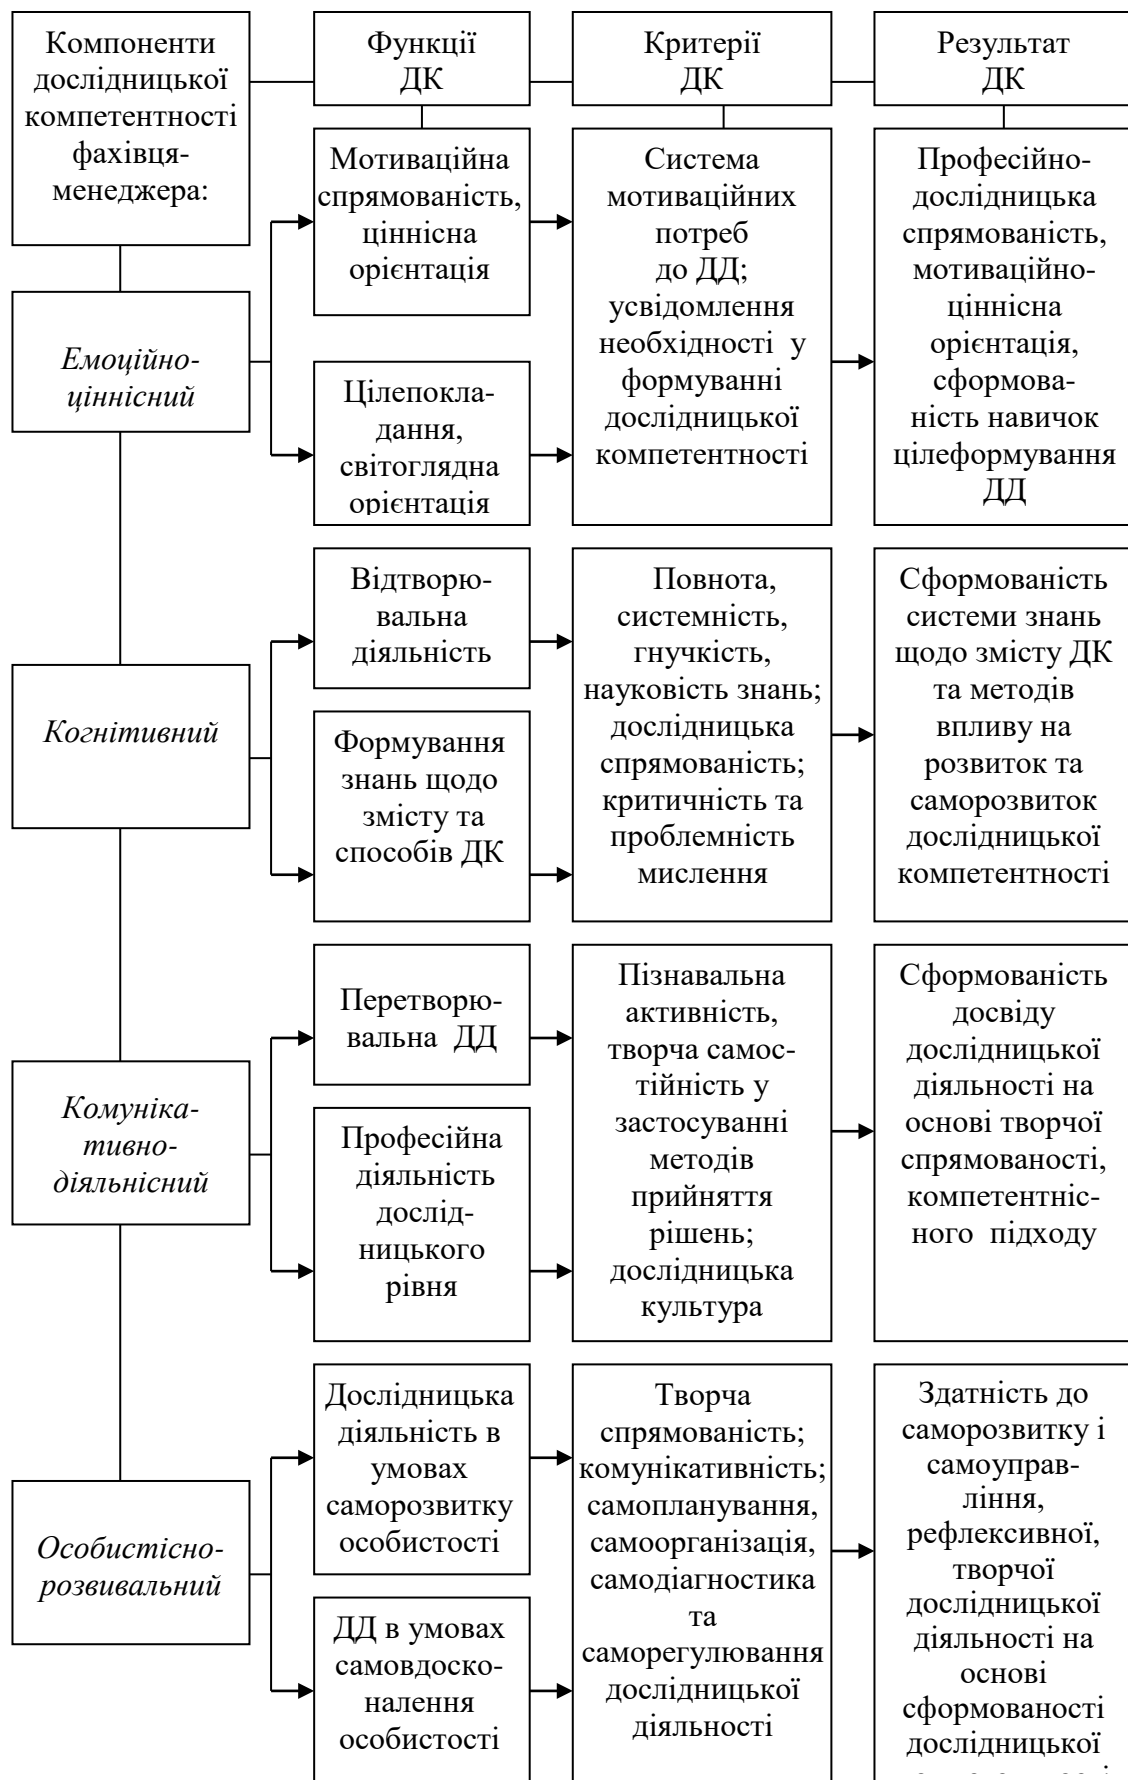 Компоненти
дослідницької
компетентності
фахівця-
менеджера:
Функції
ДК
Критерії
ДК
Результат
ДК
Емоційно-
ціннісний
Мотиваційна
спрямованість,
ціннісна
орієнтація
Цілепокла-
дання,
світоглядна
орієнтація
Система
мотиваційних
потреб
до ДД;
усвідомлення
необхідності у
формуванні
дослідницької
компетентності
Професійно-
дослідницька
спрямованість,
мотиваційно-
ціннісна
орієнтація,
сформова-
ність навичок
цілеформування
ДД
Когнітивний
Відтворю-
вальна
діяльність
Формування
знань щодо
змісту та
способів ДК
Повнота,
системність,
гнучкість,
науковість знань;
дослідницька
спрямованість;
критичність та
проблемність
мислення
Сформованість
системи знань
щодо змісту ДК
та методів
впливу на
розвиток та
саморозвиток
дослідницької
компетентності
Комуніка-
тивно-
діяльнісний
Перетворю-
вальна ДД
Професійна
діяльність
дослід-
ницького
рівня
Пізнавальна
активність,
творча самос-
тійність у
застосуванні
методів
прийняття
рішень;
дослідницька
культура
Сформованість
досвіду
дослідницької
діяльності на
основі творчої
спрямованості,
компетентніс-
ного підходу
Особистісно-
розвивальний
Дослідницька
діяльність в
умовах
саморозвитку
особистості
ДД в умовах
самовдоско-
налення
особистості
Творча
спрямованість;
комунікативність;
самопланування,
самоорганізація,
самодіагностика
та
саморегулювання
дослідницької
діяльності
Здатність до
саморозвитку і
самоуправ-
ління,
рефлексивної,
творчої
дослідницької
діяльності на
основі
сформованості
дослідницької